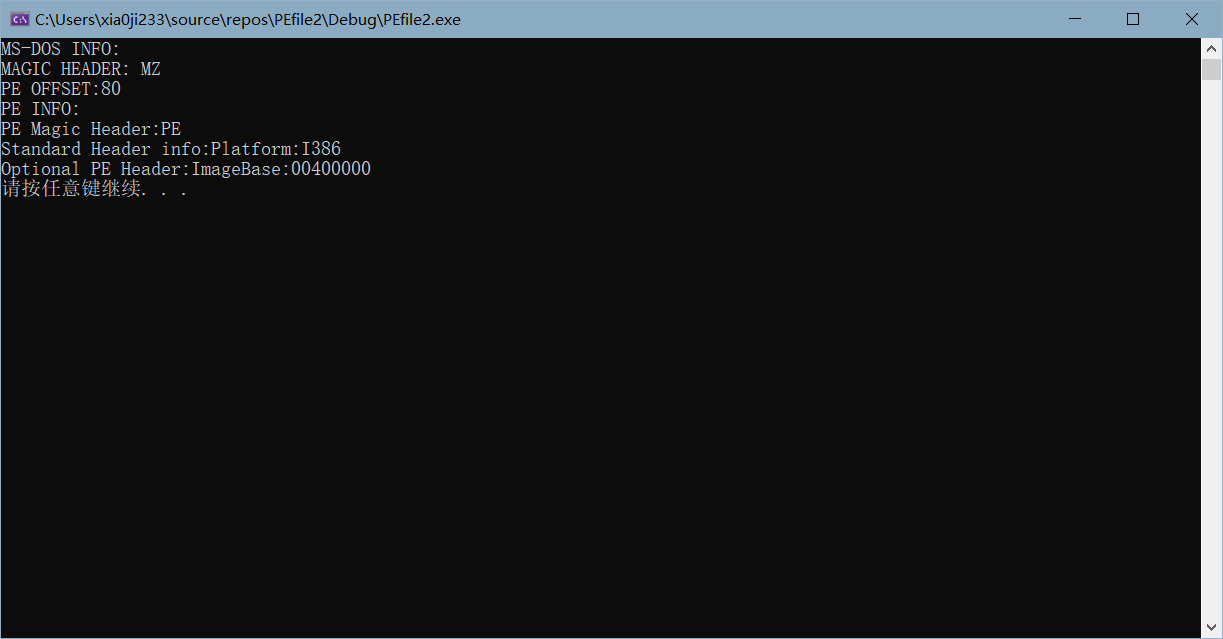 C:\Users\xia0ji233\source\repos\PEfile2\Debug\PEfile2.exe
MS-DOS INFO:
MAGIC HEADER: MZ
PE OFFSET:80
PE INFO:
PE Magic Header:PE
Standard Header info:Platform:I386
Optional PE Header:ImageBase:00400000
请按任意键继续. . .